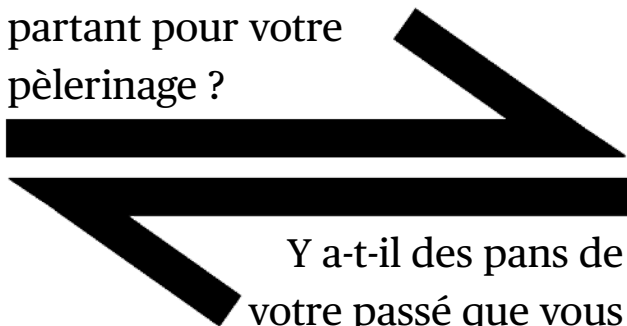 partant pour votre
pèlerinage ?
Y a-t-il des pans de
votre passé que vous